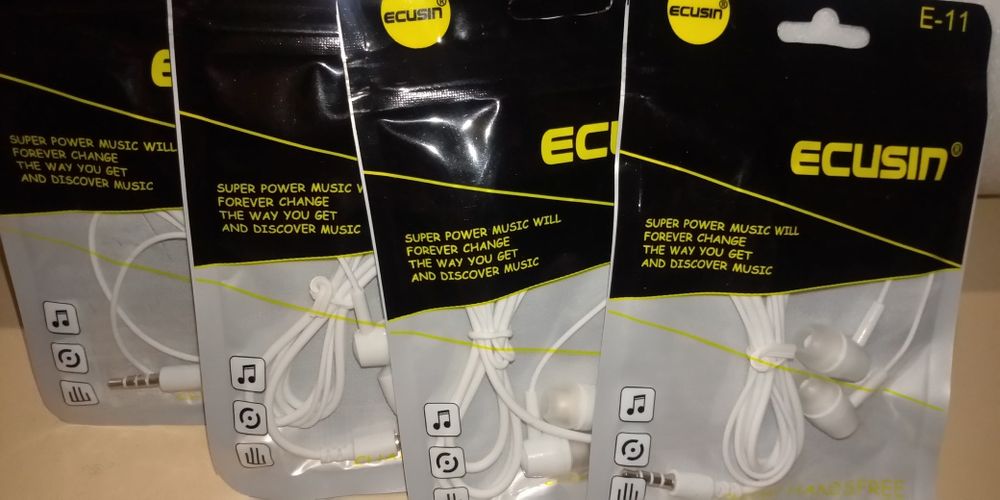 SUPER POWER MUSIC WILL
FOREVER CHANGE
THE WAY YOU GET
AND DISCOVER MUSIC
SUPER POWER MUSIC
FOREVER CHANGE
THE WAY YOU GET
AND DISCOVER MUSIC
ECUSIN®
ECU
SUPER POWER MUSIC WILL
FOREVER CHANGE
THE WAY YOU GET
AND DISCOVER MUSIC
ECUSIN®
E-11
ECUSIN®
SUPER POWER MUSIC WILL
FOREVER CHANGE
THE WAY YOU GET
AND DISCOVER MUSIC
HANDSFREE